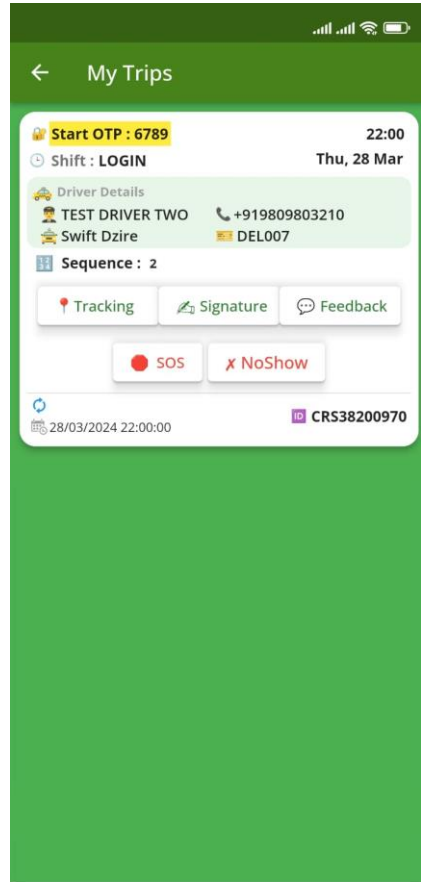 My Trips
Start OTP : 6789 22:00
Shift : LOGIN Thu, 28 Mar
Driver Details
TEST DRIVER TWO +919809803210
Swift Dzire DEL007
Sequence : 2
Tracking Signature Feedback
SOS NoShow
28/03/2024 22:00:00 ID CRS38200970